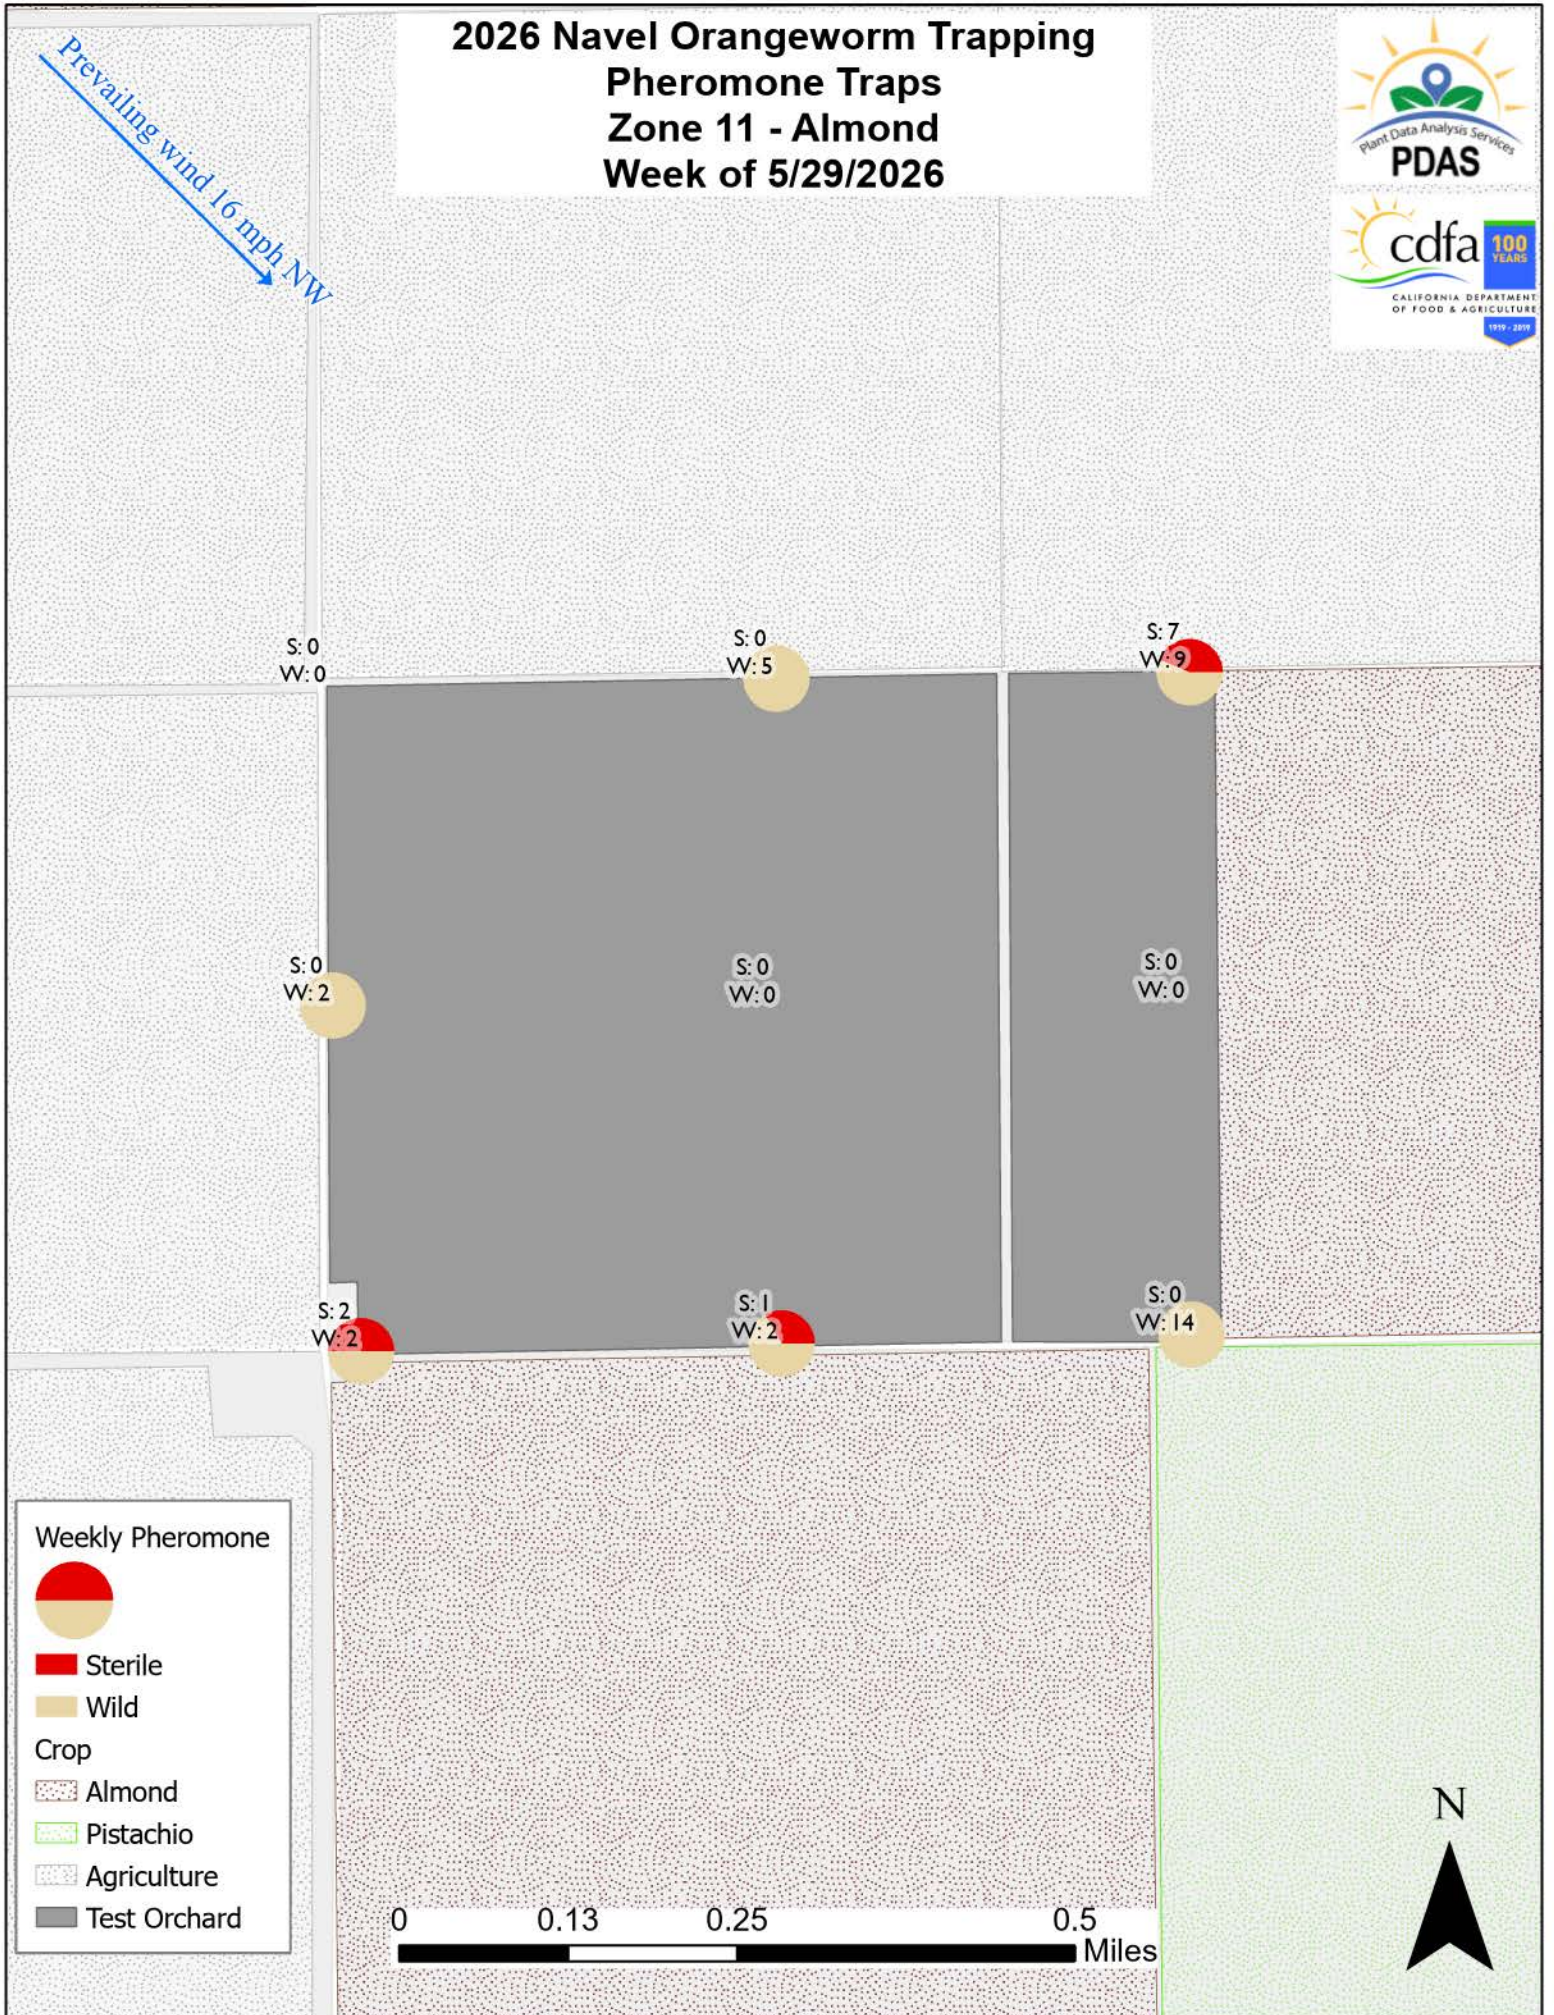 2026 Navel Orangeworm Trapping
Pheromone Traps
Zone 11 - Almond
Week of 5/29/2026
Prevailing wind 16 mph NW
Plant Data Analysis Services
PDAS
cdfa
100
YEARS
CALIFORNIA DEPARTMENT
OF FOOD & AGRICULTURE
1919 - 2019
S: 0
W: 0
S: 0
W: 5
S: 7
W: 9
S: 0
W: 2
S: 0
W: 0
S: 0
W: 0
S: 2
W: 2
S: 1
W: 2
S: 0
W: 14
Weekly Pheromone
Sterile
Wild
Crop
Almond
Pistachio
Agriculture
Test Orchard
0 0.13 0.25 0.5
Miles
N